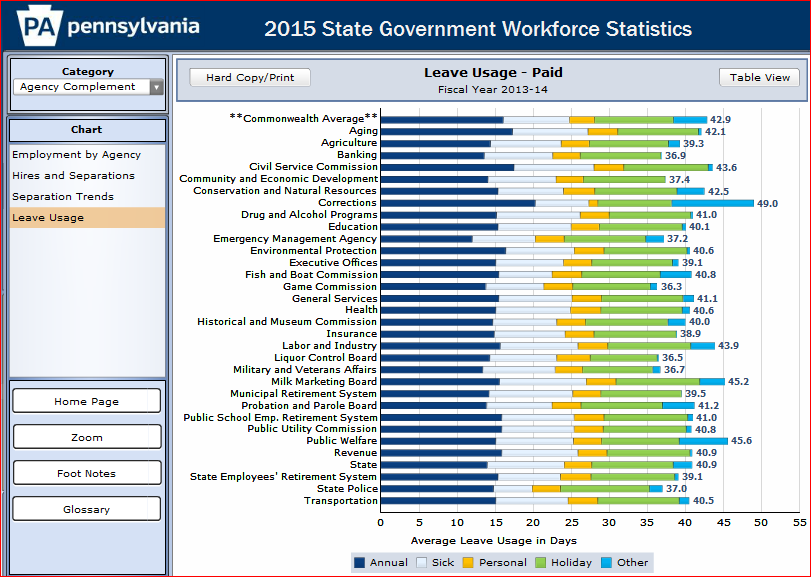 PA pennsylvania
2015 State Government Workforce Statistics
Category
Agency Complement
Chart
Employment by Agency
Hires and Separations
Separation Trends
Leave Usage
Home Page
Zoom
Foot Notes
Glossary
Hard Copy/Print
Leave Usage - Paid
Fiscal Year 2013-14
Table View
**Commonwealth Average** 42.9
Aging 42.1
Agriculture 39.3
Banking 36.9
Civil Service Commission 43.6
Community and Economic Development 37.4
Conservation and Natural Resources 42.5
Corrections 49.0
Drug and Alcohol Programs 41.0
Education 40.1
Emergency Management Agency 37.2
Environmental Protection 40.6
Executive Offices 39.1
Fish and Boat Commission 40.8
Game Commission 36.3
General Services 41.1
Health 40.6
Historical and Museum Commission 40.0
Insurance 38.9
Labor and Industry 43.9
Liquor Control Board 36.5
Military and Veterans Affairs 36.7
Milk Marketing Board 45.2
Municipal Retirement System 39.5
Probation and Parole Board 41.2
Public School Emp. Retirement System 41.0
Public Utility Commission 40.8
Public Welfare 45.6
Revenue 40.9
State 40.9
State Employees' Retirement System 39.1
State Police 37.0
Transportation 40.5
0 5 10 15 20 25 30 35 40 45 50 55
Average Leave Usage in Days
Annual Sick Personal Holiday Other